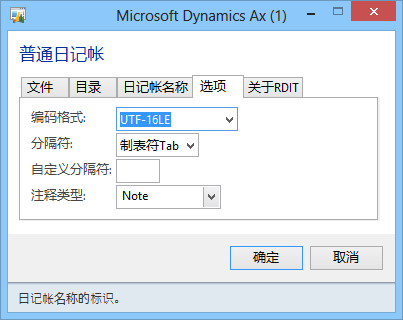 Microsoft Dynamics Ax (1)
普通日记帐
文件 目录 日记帐名称 选项 关于RDIT
编码格式: UTF-16LE
分隔符: 制表符Tab
自定义分隔符:
注释类型: Note
确定 取消
日记帐名称的标识。